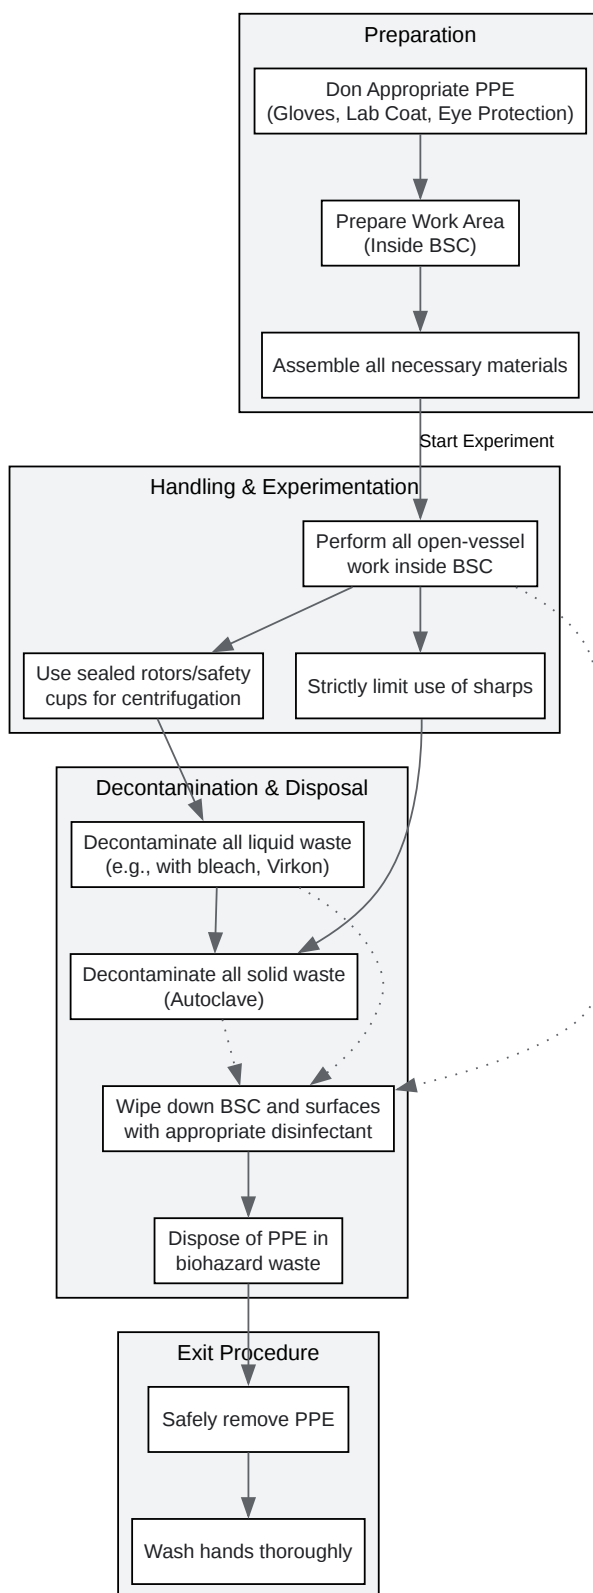 Preparation
Don Appropriate PPE
(Gloves, Lab Coat, Eye Protection)
Prepare Work Area
(Inside BSC)
Assemble all necessary materials
Start Experiment
Handling & Experimentation
Perform all open-vessel
work inside BSC
Use sealed rotors/safety
cups for centrifugation
Strictly limit use of sharps
Decontamination & Disposal
Decontaminate all liquid waste
(e.g., with bleach, Virkon)
Decontaminate all solid waste
(Autoclave)
Wipe down BSC and surfaces
with appropriate disinfectant
Dispose of PPE in
biohazard waste
Exit Procedure
Safely remove PPE
Wash hands thoroughly